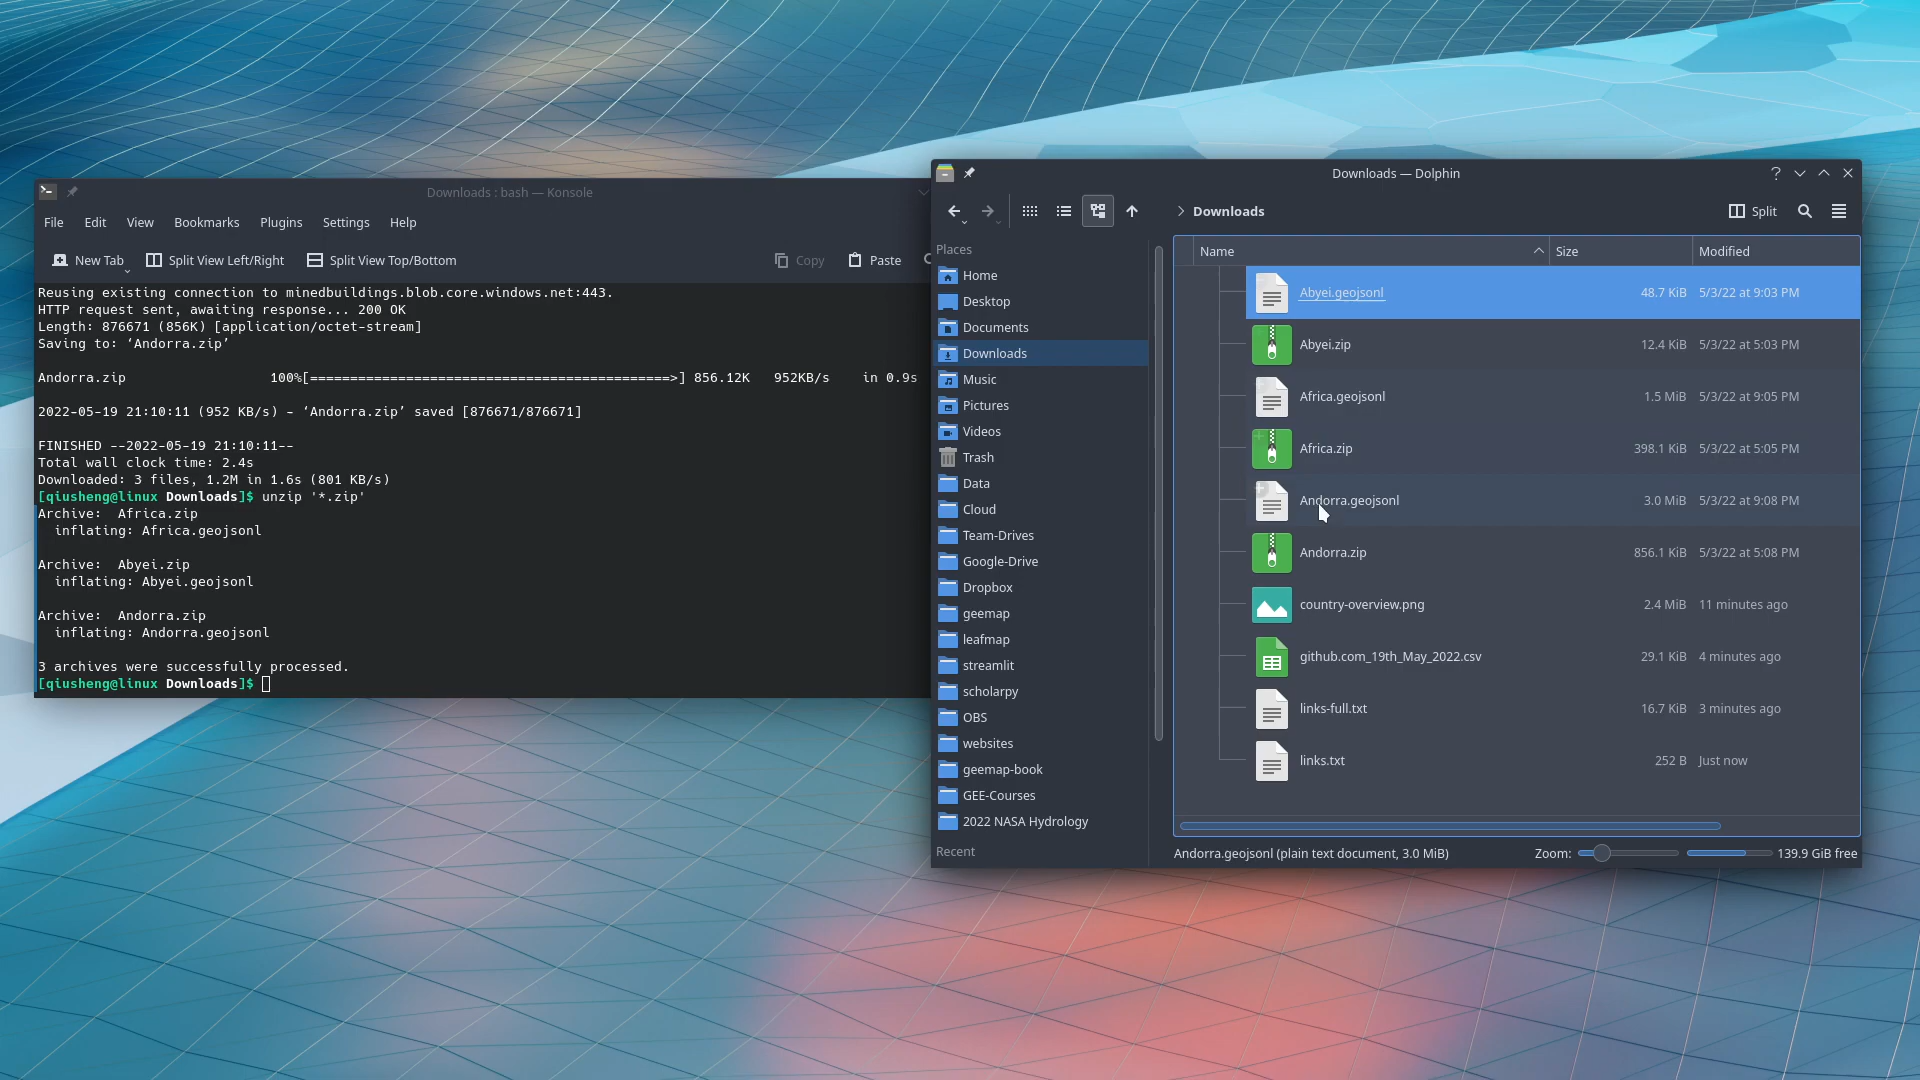 Downloads : bash — Konsole
File Edit View Bookmarks Plugins Settings Help
New Tab Split View Left/Right Split View Top/Bottom Copy Paste
Reusing existing connection to minedbuildings.blob.core.windows.net:443.
HTTP request sent, awaiting response... 200 OK
Length: 876671 (856K) [application/octet-stream]
Saving to: ‘Andorra.zip’
Andorra.zip 100%[=============================================>] 856.12K 952KB/s in 0.9s
2022-05-19 21:10:11 (952 KB/s) - ‘Andorra.zip’ saved [876671/876671]
FINISHED --2022-05-19 21:10:11--
Total wall clock time: 2.4s
Downloaded: 3 files, 1.2M in 1.6s (801 KB/s)
[qiusheng@linux Downloads]$ unzip '*.zip'
Archive: Africa.zip
inflating: Africa.geojsonl
Archive: Abyei.zip
inflating: Abyei.geojsonl
Archive: Andorra.zip
inflating: Andorra.geojsonl
3 archives were successfully processed.
[qiusheng@linux Downloads]$
Downloads — Dolphin
Downloads
Split
Places
Home
Desktop
Documents
Downloads
Music
Pictures
Videos
Trash
Data
Cloud
Team-Drives
Google-Drive
Dropbox
geemap
leafmap
streamlit
scholarpy
OBS
websites
geemap-book
GEE-Courses
2022 NASA Hydrology
Recent
Name Size Modified
Abyei.geojsonl 48.7 KiB 5/3/22 at 9:03 PM
Abyei.zip 12.4 KiB 5/3/22 at 5:03 PM
Africa.geojsonl 1.5 MiB 5/3/22 at 9:05 PM
Africa.zip 398.1 KiB 5/3/22 at 5:05 PM
Andorra.geojsonl 3.0 MiB 5/3/22 at 9:08 PM
Andorra.zip 856.1 KiB 5/3/22 at 5:08 PM
country-overview.png 2.4 MiB 11 minutes ago
github.com_19th_May_2022.csv 29.1 KiB 4 minutes ago
links-full.txt 16.7 KiB 3 minutes ago
links.txt 252 B Just now
Andorra.geojsonl (plain text document, 3.0 MiB) Zoom: 139.9 GiB free